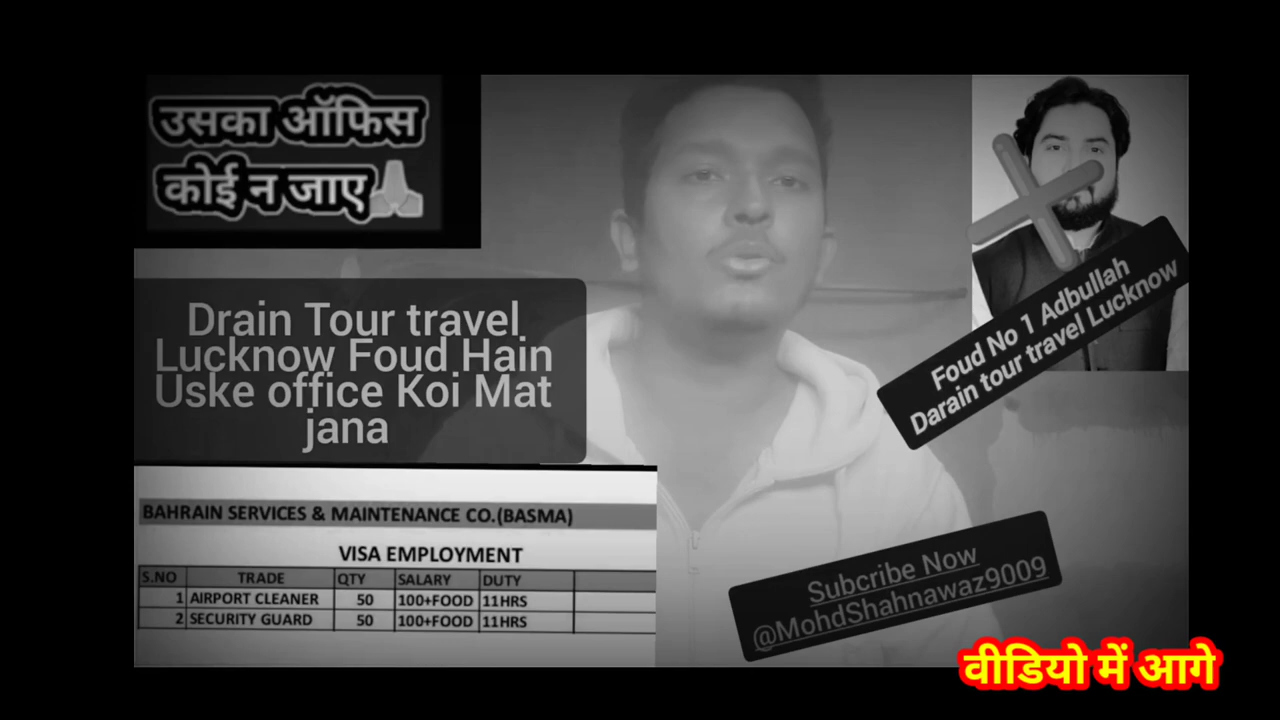 उसका ऑफिस
कोई न जाए🙏
Drain Tour travel
Lucknow Foud Hain
Uske office Koi Mat
jana
Foud No 1 Adbullah
Darain tour travel Lucknow
BAHRAIN SERVICES & MAINTENANCE CO.(BASMA)
VISA EMPLOYMENT
S.NO TRADE QTY SALARY DUTY
1 AIRPORT CLEANER 50 100+FOOD 11HRS
2 SECURITY GUARD 50 100+FOOD 11HRS
Subcribe Now
@MohdShahnawaz9009
वीडियो में आगे